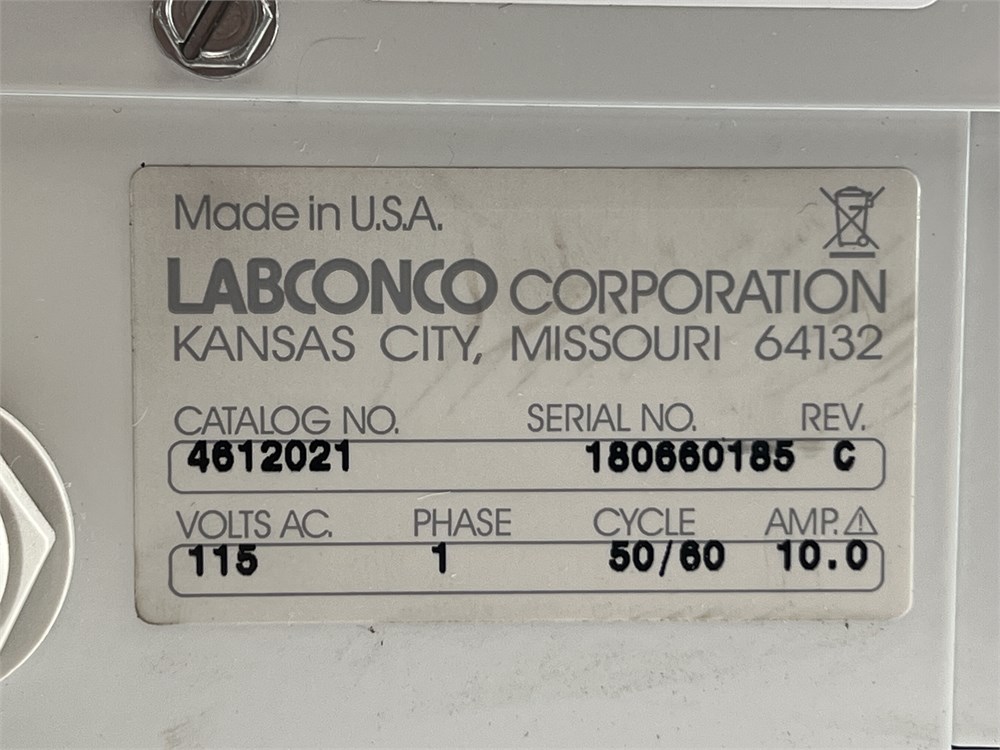 Made in U.S.A.
LABCONCO CORPORATION
KANSAS CITY, MISSOURI 64132
CATALOG NO. SERIAL NO. REV.
4612021 180660185 C
VOLTS AC. PHASE CYCLE AMP.
115 1 50/60 10.0